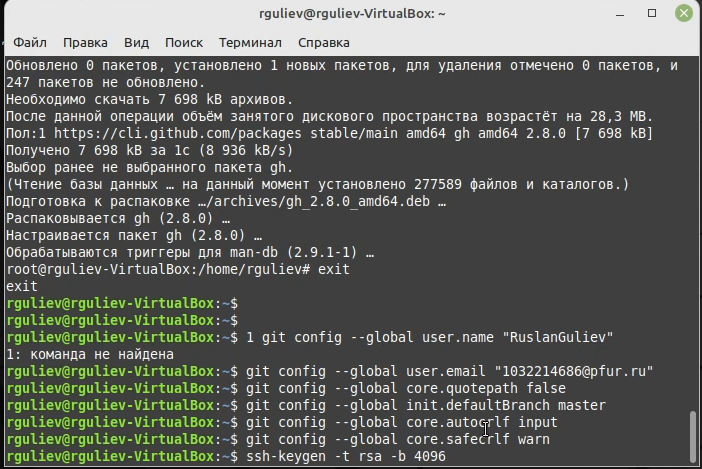 rguliev@rguliev-VirtualBox: ~
Файл Правка Вид Поиск Терминал Справка
Обновлено 0 пакетов, установлено 1 новых пакетов, для удаления отмечено 0 пакетов, и
247 пакетов не обновлено.
Необходимо скачать 7 698 kB архивов.
После данной операции объём занятого дискового пространства возрастёт на 28,3 MB.
Пол:1 https://cli.github.com/packages stable/main amd64 gh amd64 2.8.0 [7 698 kB]
Получено 7 698 kB за 1с (8 936 kB/s)
Выбор ранее не выбранного пакета gh.
(Чтение базы данных … на данный момент установлено 277589 файлов и каталогов.)
Подготовка к распаковке …/archives/gh_2.8.0_amd64.deb …
Распаковывается gh (2.8.0) …
Настраивается пакет gh (2.8.0) …
Обрабатываются триггеры для man-db (2.9.1-1) …
root@rguliev-VirtualBox:/home/rguliev# exit
exit
rguliev@rguliev-VirtualBox:~$
rguliev@rguliev-VirtualBox:~$
rguliev@rguliev-VirtualBox:~$ 1 git config --global user.name "RuslanGuliev"
1: команда не найдена
rguliev@rguliev-VirtualBox:~$ git config --global user.email "1032214686@pfur.ru"
rguliev@rguliev-VirtualBox:~$ git config --global core.quotepath false
rguliev@rguliev-VirtualBox:~$ git config --global init.defaultBranch master
rguliev@rguliev-VirtualBox:~$ git config --global core.autocrlf input
rguliev@rguliev-VirtualBox:~$ git config --global core.safecrlf warn
rguliev@rguliev-VirtualBox:~$ ssh-keygen -t rsa -b 4096